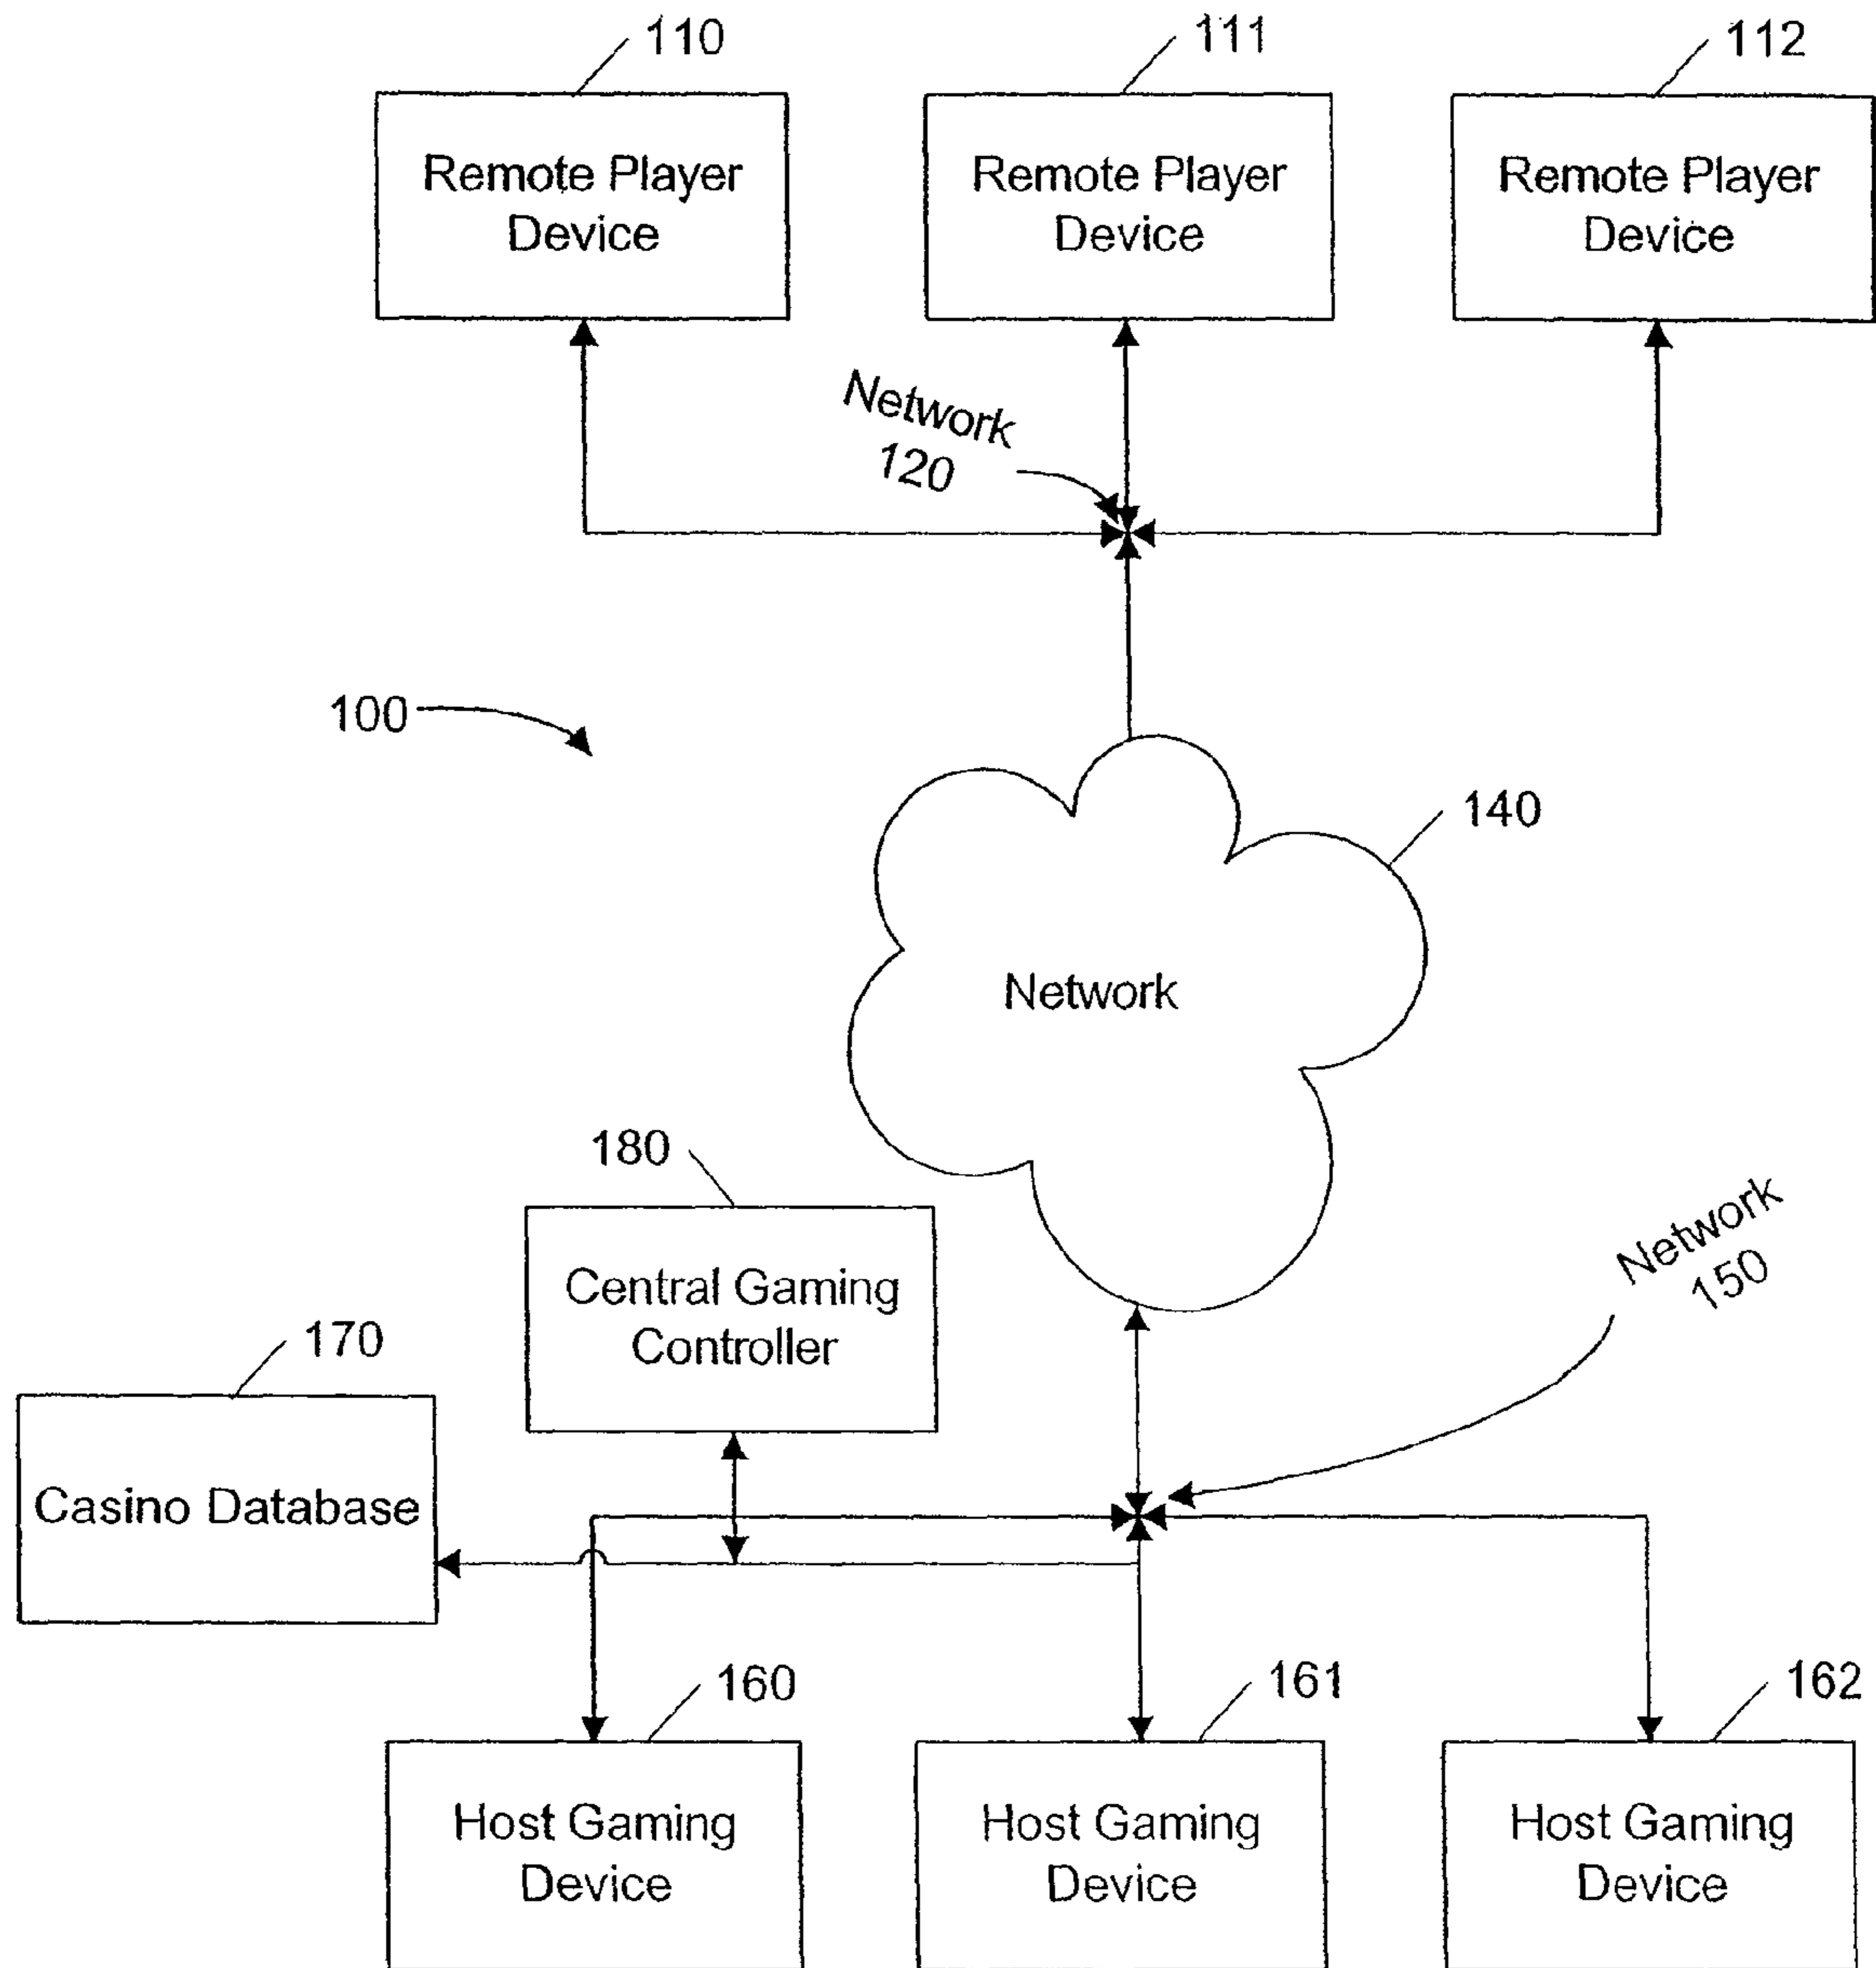 110
111
112
Remote Player
Device
Remote Player
Device
Remote Player
Device
Network
120
100
140
Network
180
Network
150
Central Gaming
Controller
170
Casino Database
160
161
162
Host Gaming
Device
Host Gaming
Device
Host Gaming
Device